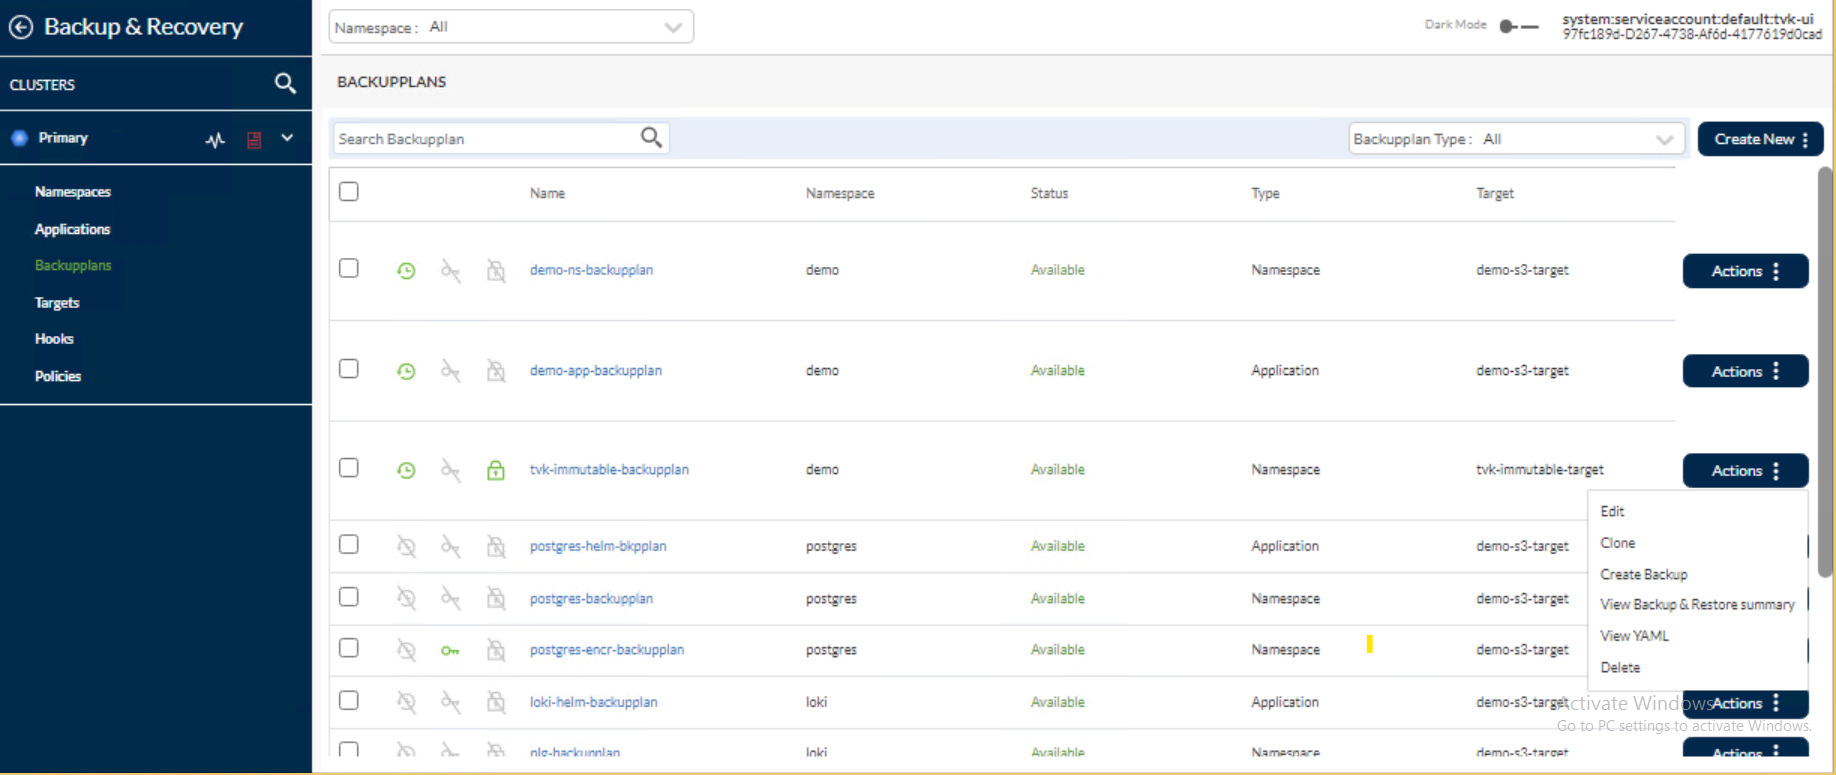 Backup & Recovery
Namespace : All
Dark Mode
system:serviceaccount:default:tvk-ui
97fc189d-D267-4738-Af6d-4177619d0cad
CLUSTERS
BACKUPPLANS
Primary
Search Backupplan
Backupplan Type : All
Create New
Namespaces
Applications
Backupplans
Targets
Hooks
Policies
Name Namespace Status Type Target
demo-ns-backupplan demo Available Namespace demo-s3-target Actions
demo-app-backupplan demo Available Application demo-s3-target Actions
tvk-immutable-backupplan demo Available Namespace tvk-immutable-target Actions
Edit
Clone
Create Backup
View Backup & Restore summary
View YAML
Delete
postgres-helm-bkpplan postgres Available Application demo-s3-target
postgres-backupplan postgres Available Namespace demo-s3-target
postgres-encr-backupplan postgres Available Namespace demo-s3-target
loki-helm-backupplan loki Available Application demo-s3-target Actions
plg-backupplan loki Available Namespace demo-s3-target Actions
Activate Windows
Go to PC settings to activate Windows.